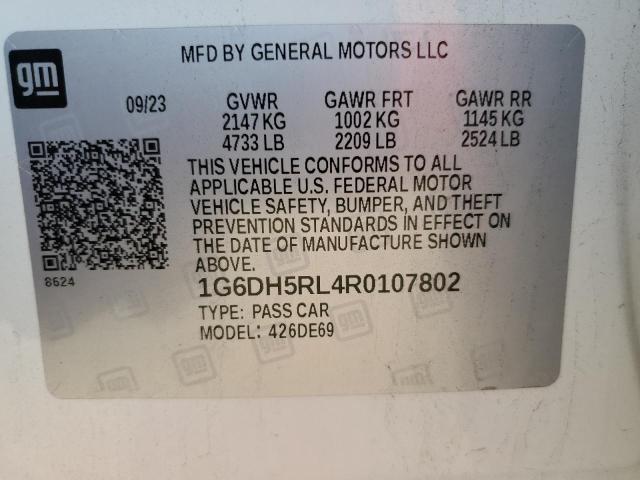 gm
MFD BY GENERAL MOTORS LLC
09/23 GVWR GAWR FRT GAWR RR
2147 KG 1002 KG 1145 KG
4733 LB 2209 LB 2524 LB
THIS VEHICLE CONFORMS TO ALL
APPLICABLE U.S. FEDERAL MOTOR
VEHICLE SAFETY, BUMPER, AND THEFT
PREVENTION STANDARDS IN EFFECT ON
THE DATE OF MANUFACTURE SHOWN
ABOVE.
8624
1G6DH5RL4R0107802
TYPE: PASS CAR
MODEL: 426DE69